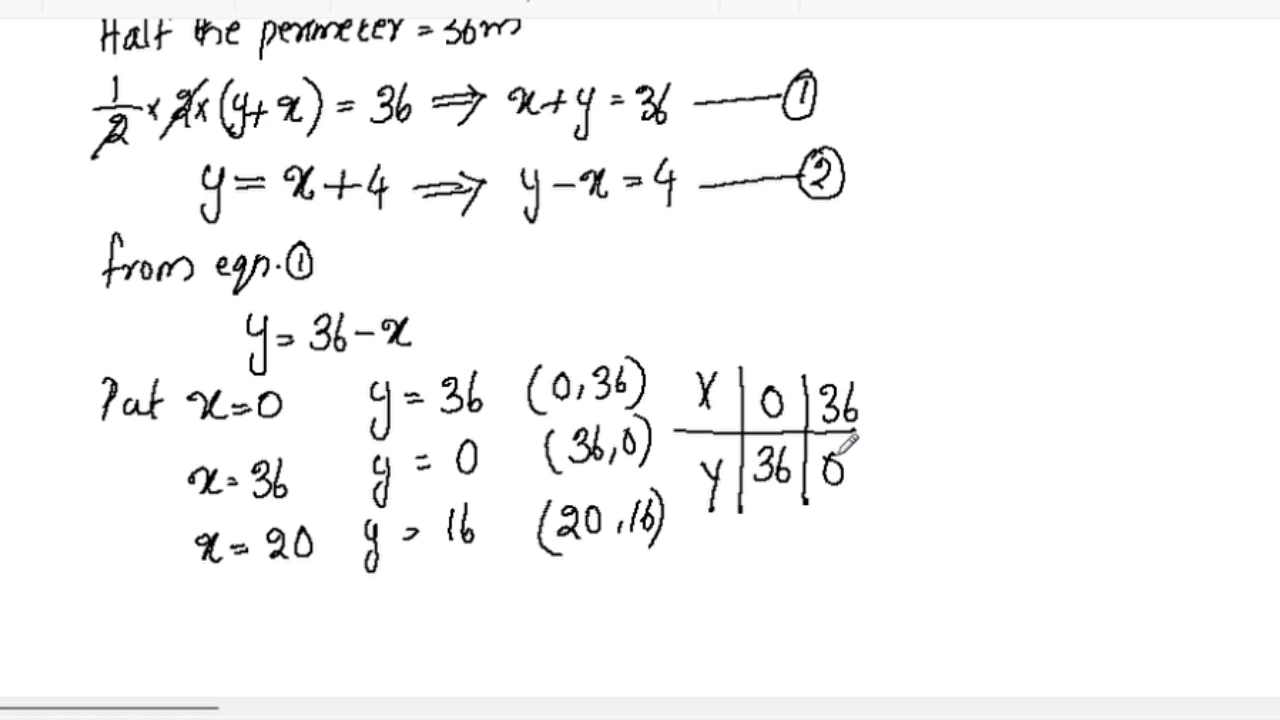 Half the perimeter = 36m
1/2 × 2 × (y + x) = 36 ⇒ x + y = 36 —— ①
y = x + 4 ⇒ y − x = 4 —— ②
from eqn. ①
y = 36 − x
Put x = 0 y = 36 (0, 36) X | 0 | 36
x = 36 y = 0 (36, 0) Y | 36 | 0
x = 20 y = 16 (20, 16)